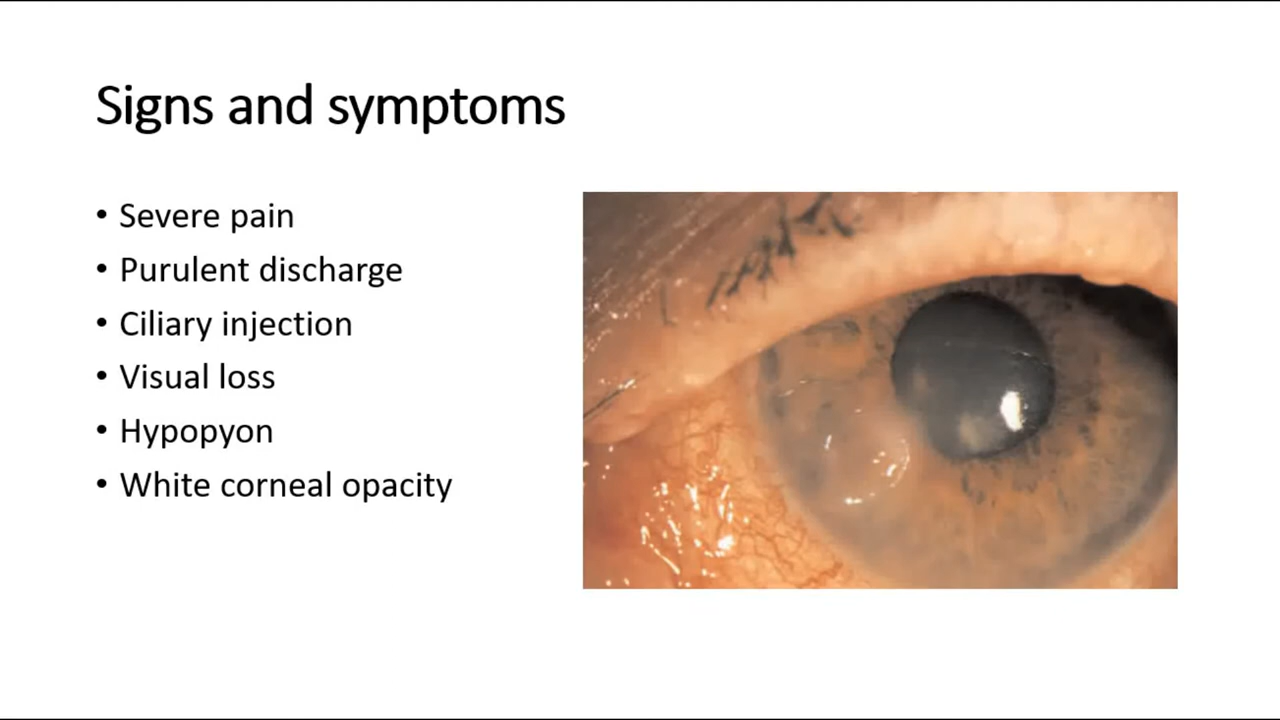 Signs and symptoms
• Severe pain
• Purulent discharge
• Ciliary injection
• Visual loss
• Hypopyon
• White corneal opacity